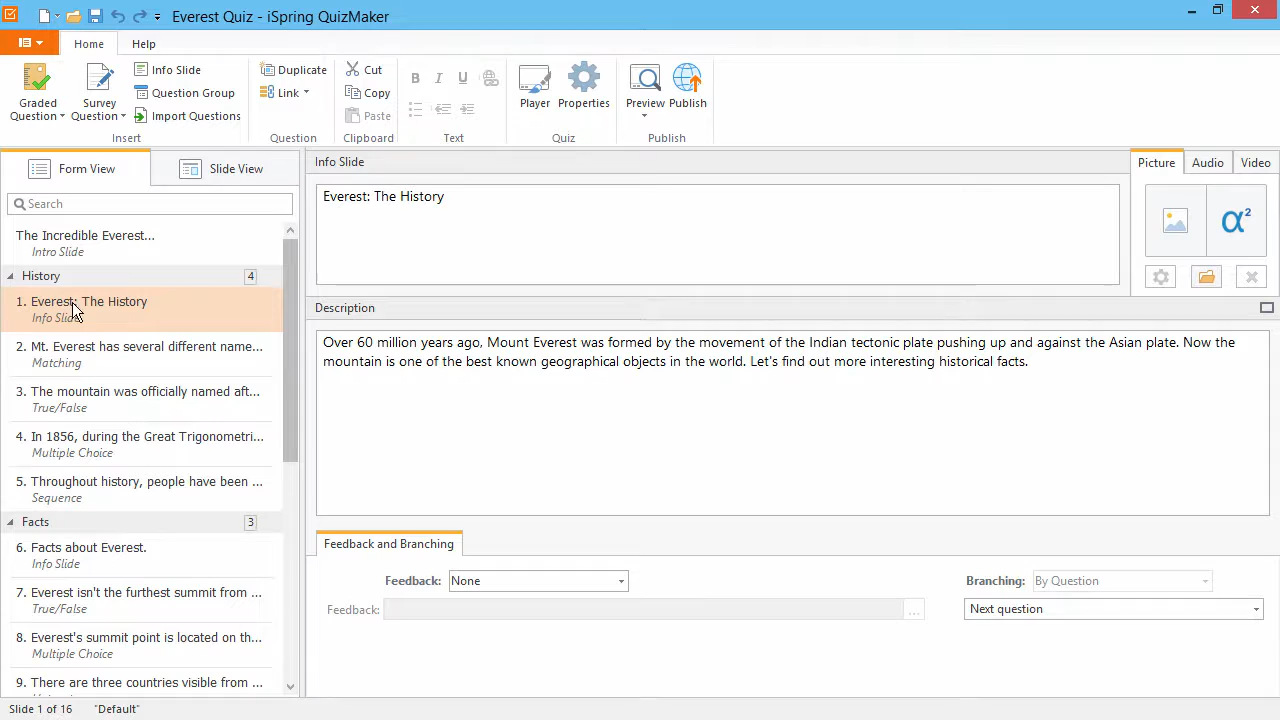 Everest Quiz - iSpring QuizMaker
Home
Help
Graded Question
Survey Question
Info Slide
Question Group
Import Questions
Insert
Duplicate
Link
Question
Cut
Copy
Paste
Clipboard
B I U
Text
Player
Properties
Quiz
Preview
Publish
Publish
Form View
Slide View
Search
The Incredible Everest...
Intro Slide
History 4
1. Everest: The History
Info Slide
2. Mt. Everest has several different name...
Matching
3. The mountain was officially named aft...
True/False
4. In 1856, during the Great Trigonometri...
Multiple Choice
5. Throughout history, people have been ...
Sequence
Facts 3
6. Facts about Everest.
Info Slide
7. Everest isn't the furthest summit from ...
True/False
8. Everest's summit point is located on th...
Multiple Choice
9. There are three countries visible from ...
Info Slide
Everest: The History
Picture
Audio
Video
α²
Description
Over 60 million years ago, Mount Everest was formed by the movement of the Indian tectonic plate pushing up and against the Asian plate. Now the
mountain is one of the best known geographical objects in the world. Let's find out more interesting historical facts.
Feedback and Branching
Feedback: None
Branching: By Question
Feedback: ...
Next question
Slide 1 of 16 "Default"